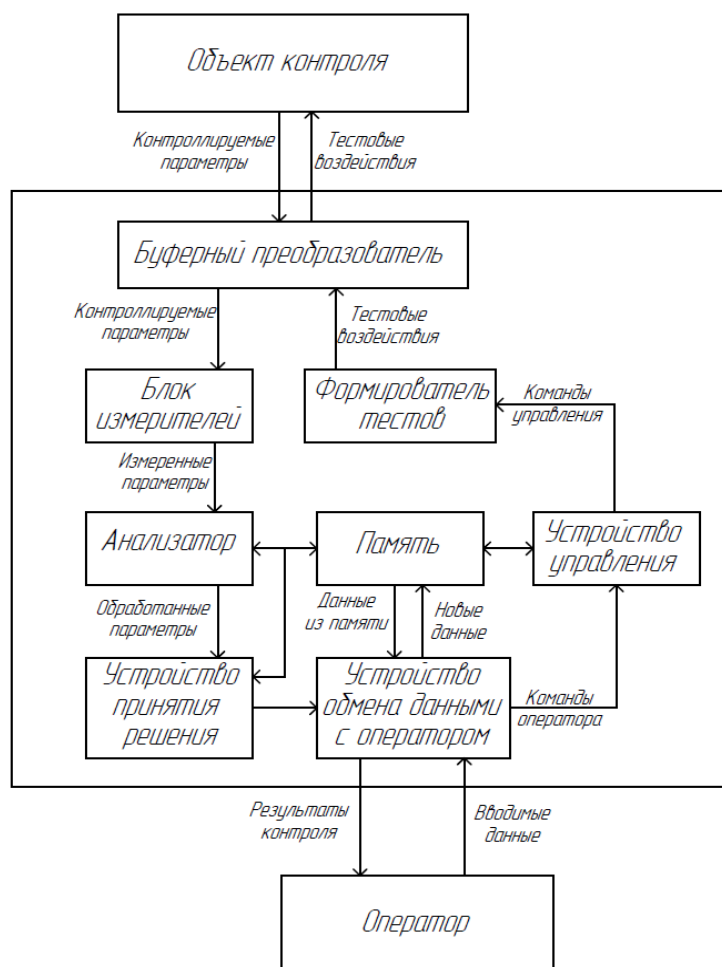 Объект контроля
Контроллируемые
параметры
Тестовые
воздействия
Буферный преобразователь
Контроллируемые
параметры
Тестовые
воздействия
Блок
измерителей
Формирователь
тестов
Команды
управления
Измеренные
параметры
Анализатор
Память
Устройство
управления
Обработанные
параметры
Данные
из памяти
Новые
данные
Устройство
принятия
решения
Устройство
обмена данными
с оператором
Команды
оператора
Результаты
контроля
Вводимые
данные
Оператор